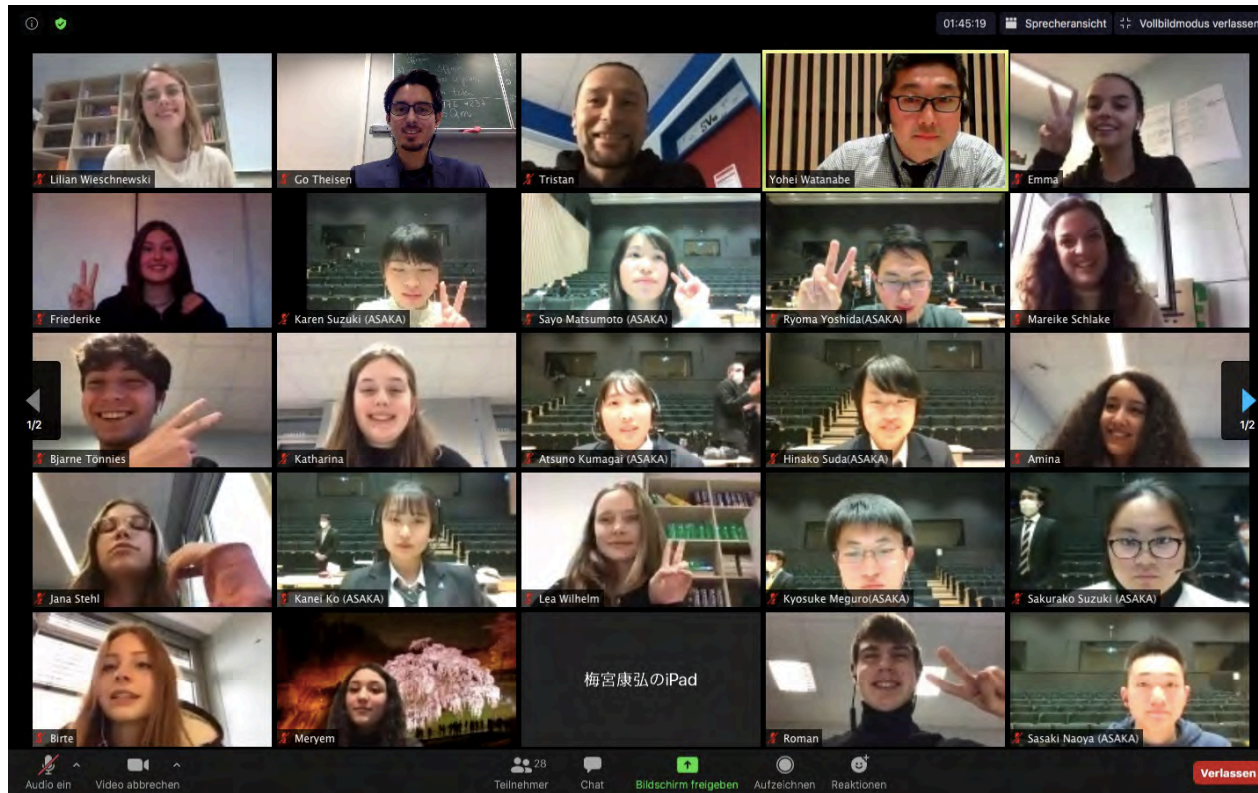 01:45:19 Sprecheransicht Vollbildmodus verlassen
Lilian Wieschnewski
Go Theisen
Tristan
Yohei Watanabe
Emma
Friederike
Karen Suzuki (ASAKA)
Sayo Matsumoto (ASAKA)
Ryoma Yoshida(ASAKA)
Mareike Schlake
1/2
1/2
Bjarne Tönnies
Katharina
Atsuno Kumagai (ASAKA)
Hinako Suda(ASAKA)
Amina
Jana Stehl
Kanei Ko (ASAKA)
Lea Wilhelm
Kyosuke Meguro(ASAKA)
Sakurako Suzuki (ASAKA)
梅宮康弘のiPad
Birte
Meryem
Roman
Sasaki Naoya (ASAKA)
28
Audio ein
Video abbrechen
Teilnehmer
Chat
Bildschirm freigeben
Aufzeichnen
Reaktionen
Verlassen